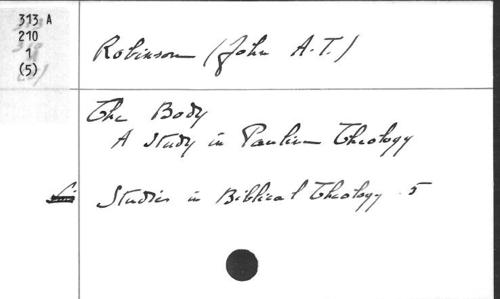 313 A
210
1
(5)
Robinson (John A.T.)
The Body
A Study in Pauline Theology
Studies in Biblical Theology 5